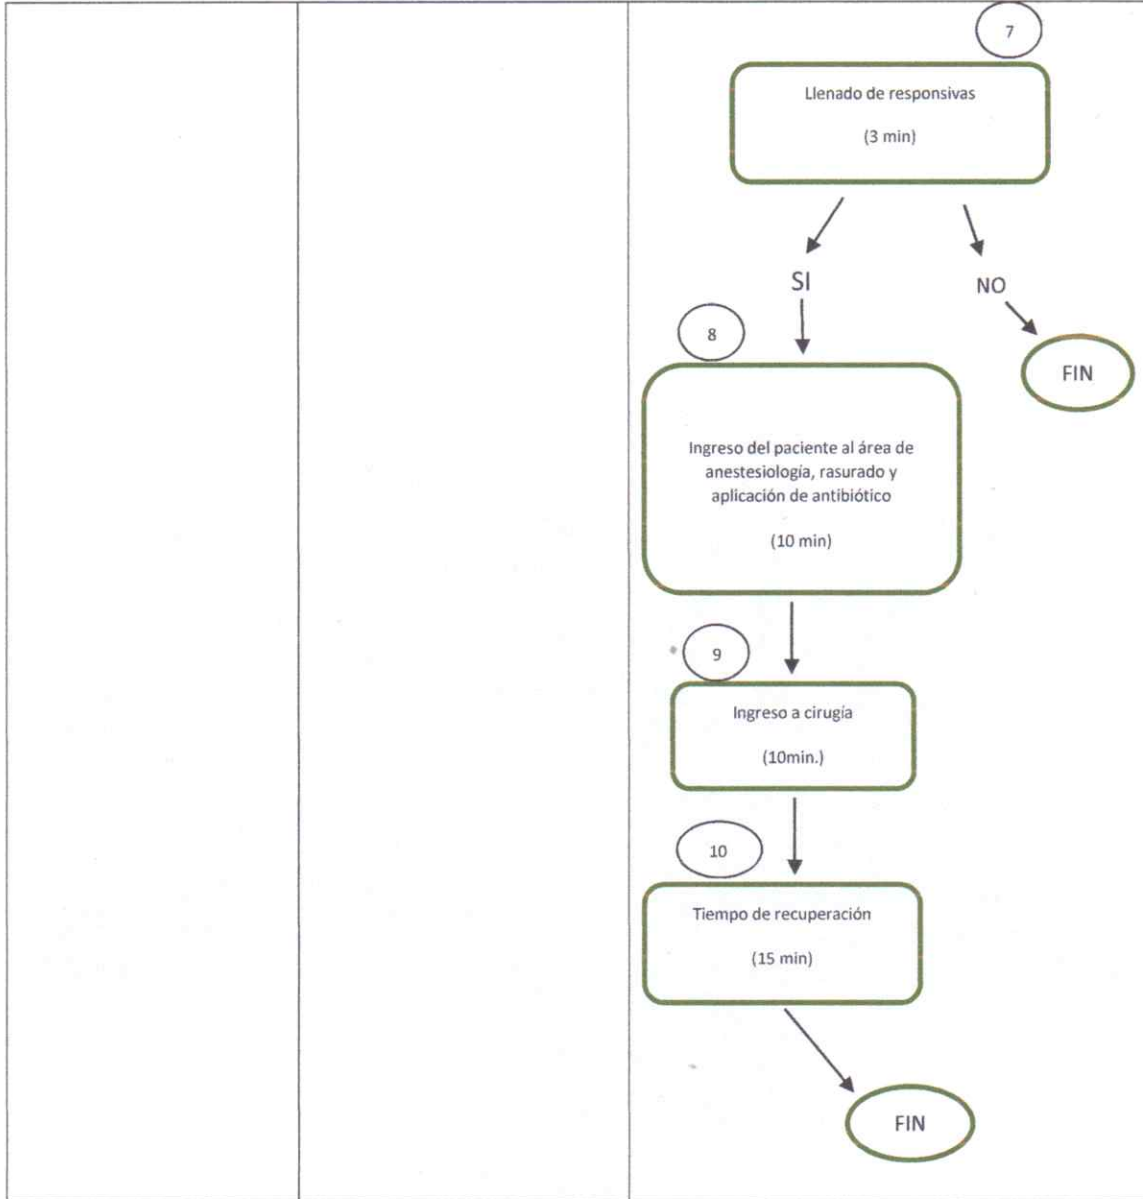 7
Llenado de responsivas
(3 min)
SI
NO
8
FIN
Ingreso del paciente al área de
anestesiología, rasurado y
aplicación de antibiótico
(10 min)
9
Ingreso a cirugía
(10min.)
10
Tiempo de recuperación
(15 min)
FIN